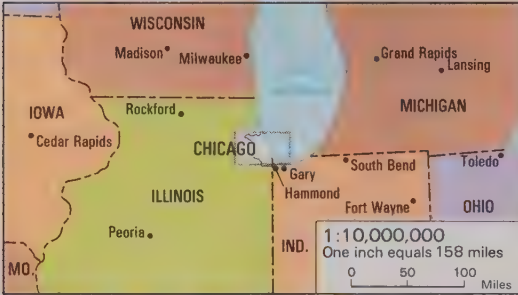 WISCONSIN
Madison
Milwaukee
Grand Rapids
Lansing
Rockford
MICHIGAN
IOWA
Cedar Rapids
CHICAGO
South Bend
Toledo
Gary
Hammond
ILLINOIS
Fort Wayne
OHIO
Peoria
IND.
MO.
1:10,000,000
One inch equals 158 miles
0 50 100
Miles